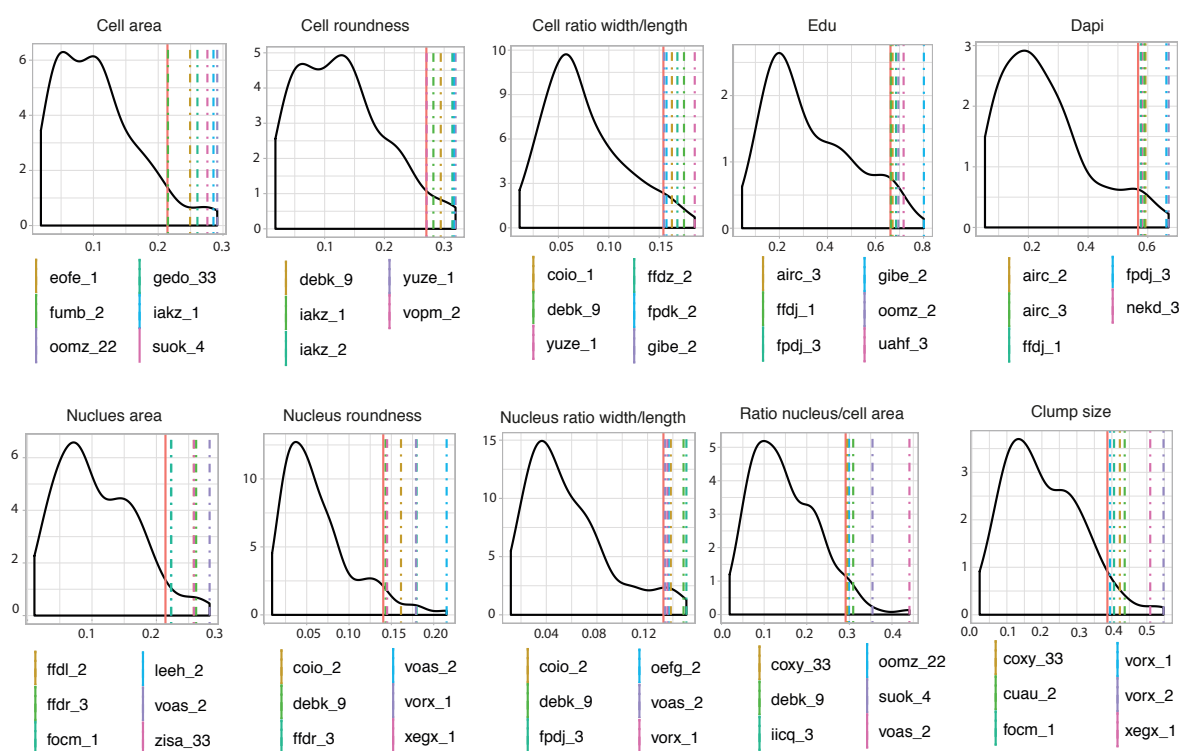 Cell area
Cell roundness
Cell ratio width/length
Edu
Dapi
6
4
2
0
0.1
0.2
0.3
5
4
3
2
1
0
0.1
0.2
0.3
10
9
6
3
0
0.05
0.10
0.15
2
1
0
0.2
0.4
0.6
0.8
3
2
1
0
0.2
0.4
0.6
eofe_1
gedo_33
fumb_2
iakz_1
oomz_22
suok_4
debk_9
yuze_1
iakz_1
vopm_2
iakz_2
coio_1
ffdz_2
debk_9
fpdk_2
yuze_1
gibe_2
airc_3
gibe_2
ffdj_1
oomz_2
fpdj_3
uahf_3
airc_2
fpdj_3
airc_3
nekd_3
ffdj_1
Nuclues area
Nucleus roundness
Nucleus ratio width/length
Ratio nucleus/cell area
Clump size
6
4
2
0
0.1
0.2
0.3
10
5
0
0.05
0.10
0.15
0.20
15
10
5
0
0.04
0.08
0.12
5
4
3
2
1
0
0.0
0.1
0.2
0.3
0.4
3
2
1
0
0.0
0.1
0.2
0.3
0.4
0.5
ffdl_2
leeh_2
ffdr_3
voas_2
focm_1
zisa_33
coio_2
voas_2
debk_9
vorx_1
ffdr_3
xegx_1
coio_2
oefg_2
debk_9
voas_2
fpdj_3
vorx_1
coxy_33
oomz_22
debk_9
suok_4
iicq_3
voas_2
coxy_33
vorx_1
cuau_2
vorx_2
focm_1
xegx_1